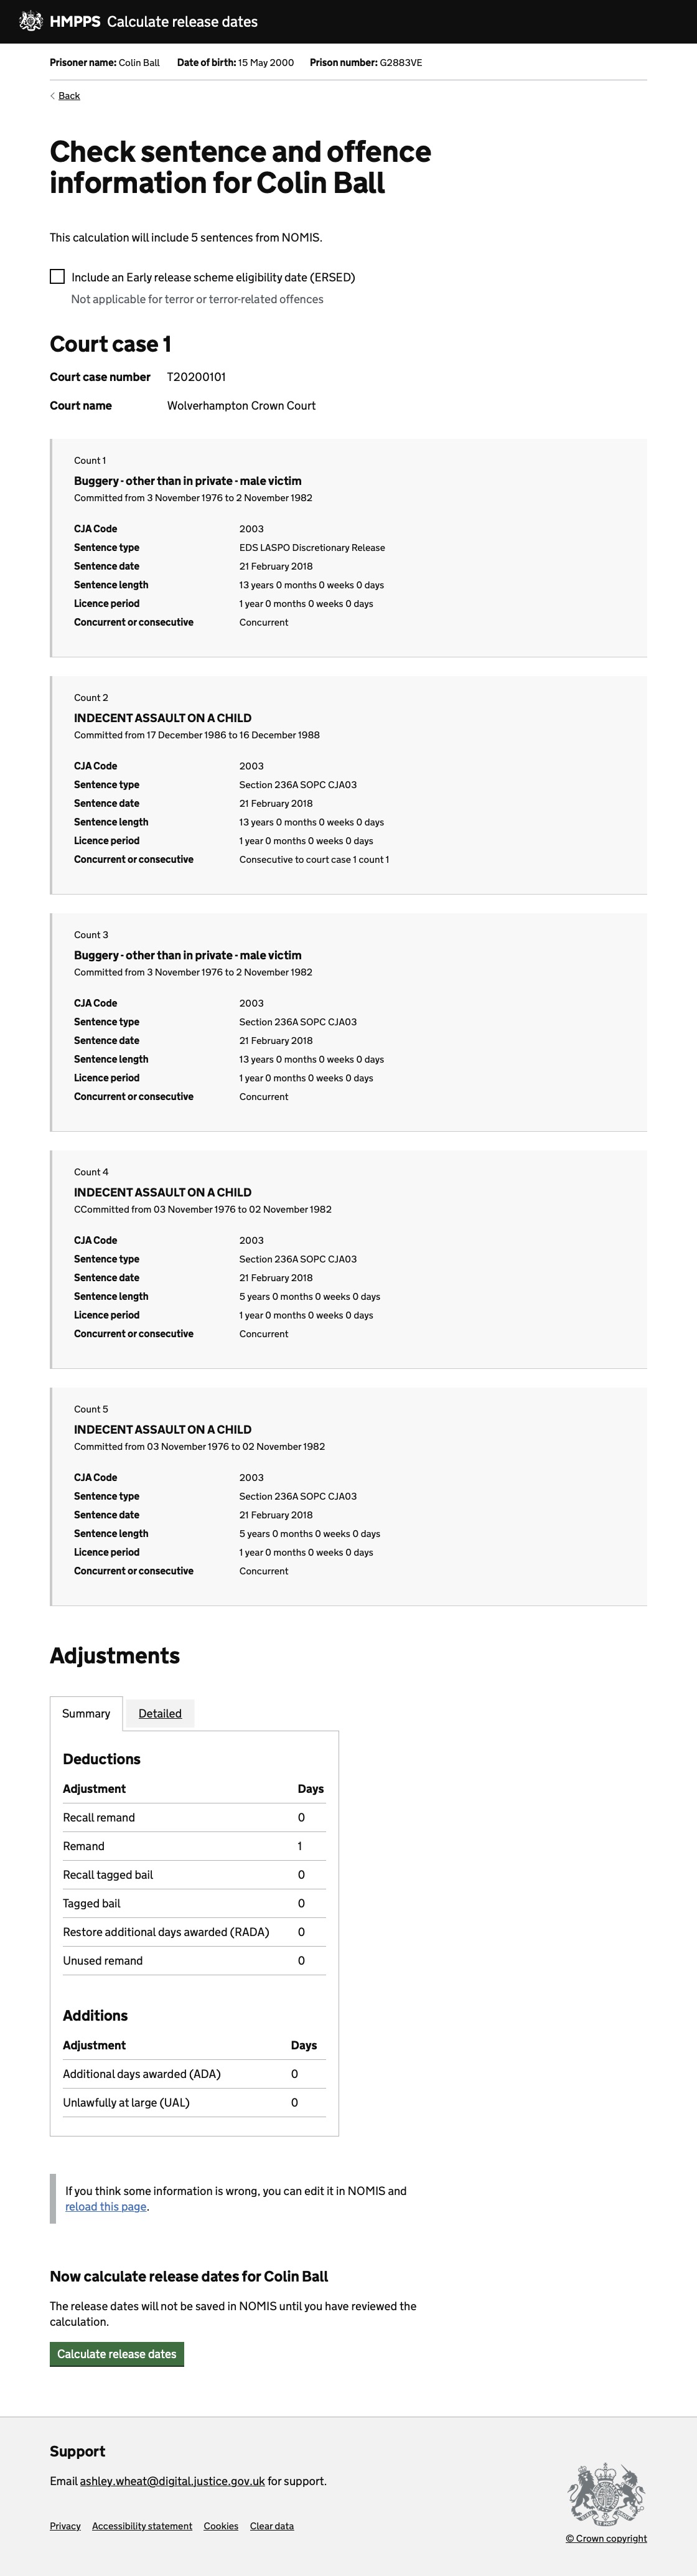 HMPPS Calculate release dates
Prisoner name: Colin Ball Date of birth: 15 May 2000 Prison number: G2883VE
Back
Check sentence and offence
information for Colin Ball
This calculation will include 5 sentences from NOMIS.
Include an Early release scheme eligibility date (ERSED)
Not applicable for terror or terror-related offences
Court case 1
Court case number T20200101
Court name Wolverhampton Crown Court
Count 1
Buggery - other than in private - male victim
Committed from 3 November 1976 to 2 November 1982
CJA Code 2003
Sentence type EDS LASPO Discretionary Release
Sentence date 21 February 2018
Sentence length 13 years 0 months 0 weeks 0 days
Licence period 1 year 0 months 0 weeks 0 days
Concurrent or consecutive Concurrent
Count 2
INDECENT ASSAULT ON A CHILD
Committed from 17 December 1986 to 16 December 1988
CJA Code 2003
Sentence type Section 236A SOPC CJA03
Sentence date 21 February 2018
Sentence length 13 years 0 months 0 weeks 0 days
Licence period 1 year 0 months 0 weeks 0 days
Concurrent or consecutive Consecutive to court case 1 count 1
Count 3
Buggery - other than in private - male victim
Committed from 3 November 1976 to 2 November 1982
CJA Code 2003
Sentence type Section 236A SOPC CJA03
Sentence date 21 February 2018
Sentence length 13 years 0 months 0 weeks 0 days
Licence period 1 year 0 months 0 weeks 0 days
Concurrent or consecutive Concurrent
Count 4
INDECENT ASSAULT ON A CHILD
CCommitted from 03 November 1976 to 02 November 1982
CJA Code 2003
Sentence type Section 236A SOPC CJA03
Sentence date 21 February 2018
Sentence length 5 years 0 months 0 weeks 0 days
Licence period 1 year 0 months 0 weeks 0 days
Concurrent or consecutive Concurrent
Count 5
INDECENT ASSAULT ON A CHILD
Committed from 03 November 1976 to 02 November 1982
CJA Code 2003
Sentence type Section 236A SOPC CJA03
Sentence date 21 February 2018
Sentence length 5 years 0 months 0 weeks 0 days
Licence period 1 year 0 months 0 weeks 0 days
Concurrent or consecutive Concurrent
Adjustments
Summary Detailed
Deductions
Adjustment Days
Recall remand 0
Remand 1
Recall tagged bail 0
Tagged bail 0
Restore additional days awarded (RADA) 0
Unused remand 0
Additions
Adjustment Days
Additional days awarded (ADA) 0
Unlawfully at large (UAL) 0
If you think some information is wrong, you can edit it in NOMIS and
reload this page.
Now calculate release dates for Colin Ball
The release dates will not be saved in NOMIS until you have reviewed the
calculation.
Calculate release dates
Support
Email ashley.wheat@digital.justice.gov.uk for support.
Privacy Accessibility statement Cookies Clear data
© Crown copyright